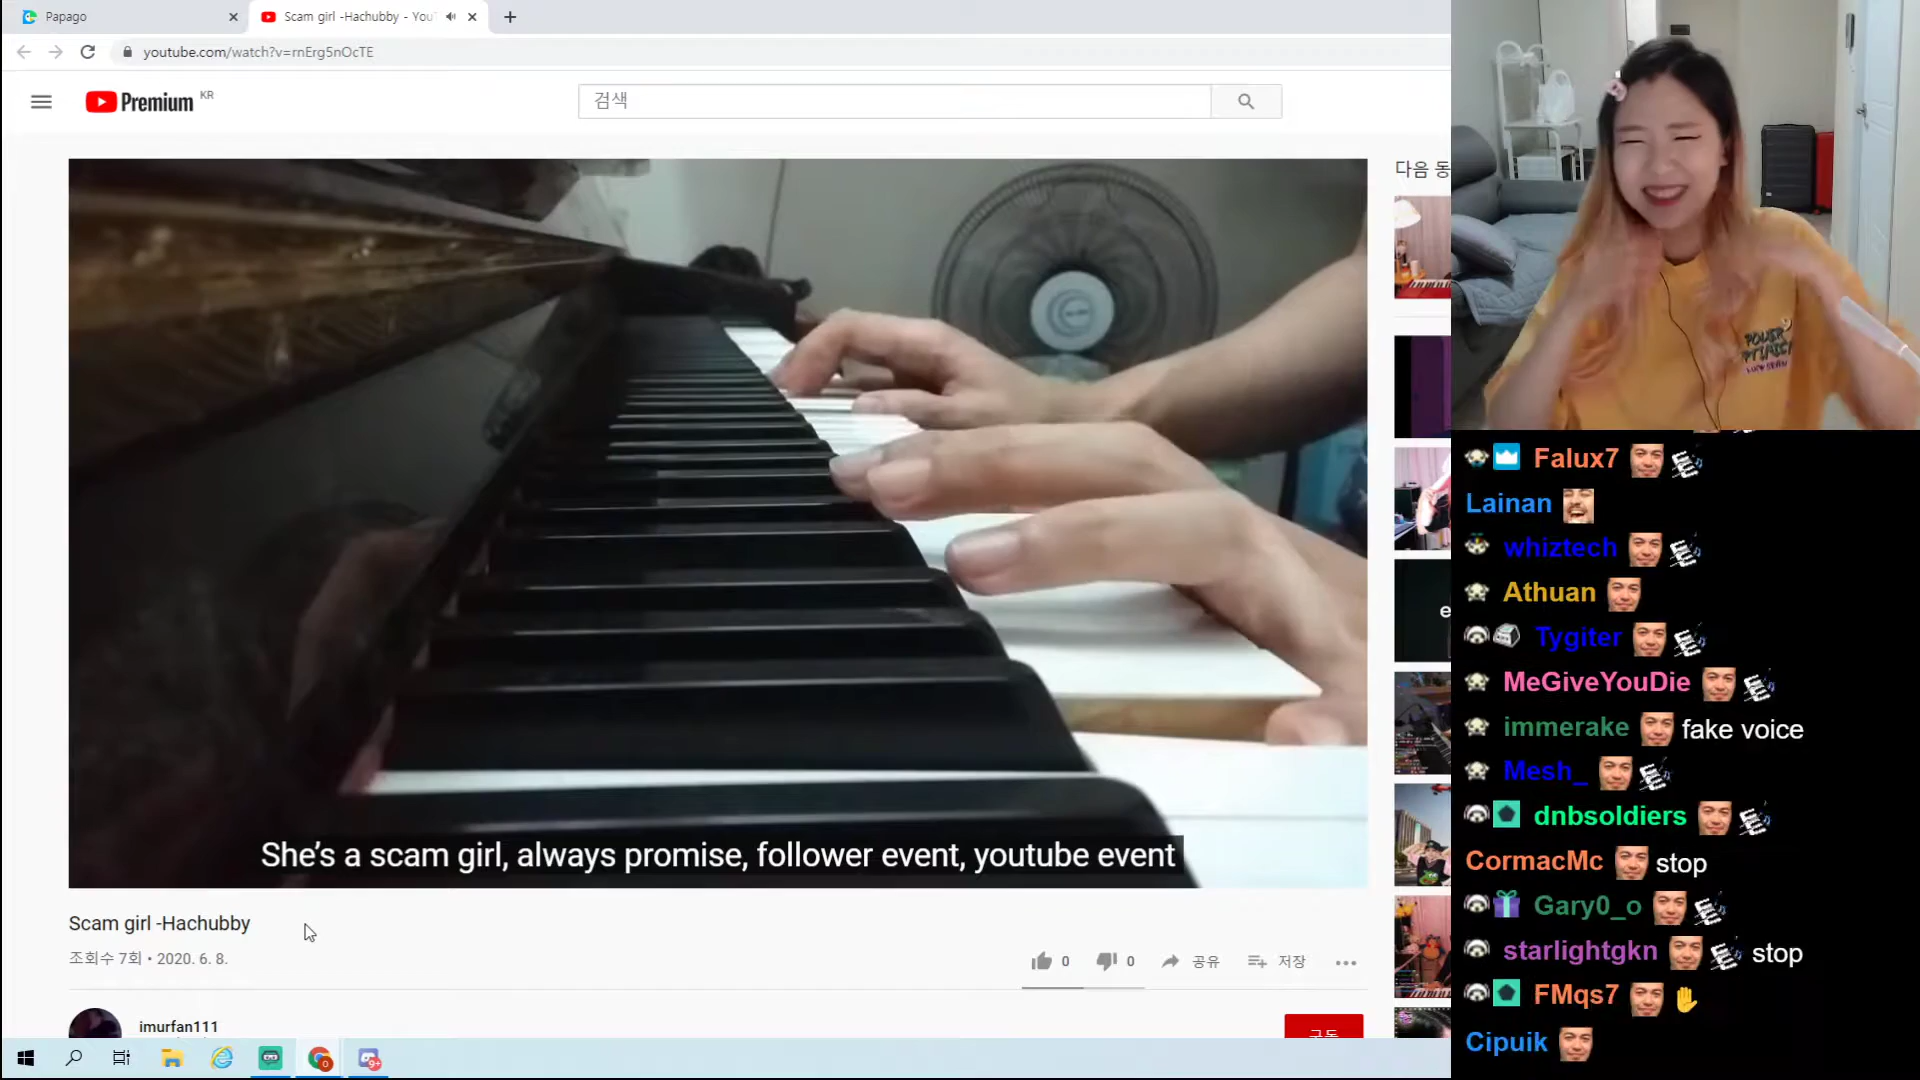 Papago
Scam girl -Hachubby - You
youtube.com/watch?v=rnErg5nOcTE
Premium KR
검색
다음 동
She's a scam girl, always promise, follower event, youtube event
Scam girl -Hachubby
조회수 7회 • 2020. 6. 8.
0
0
공유
저장
imurfan111
구독
9+
Falux7
Lainan
whiztech
Athuan
Tygiter
MeGiveYouDie
immerake fake voice
Mesh_
dnbsoldiers
CormacMc stop
Gary0_o
starlightgkn stop
FMqs7
Cipuik